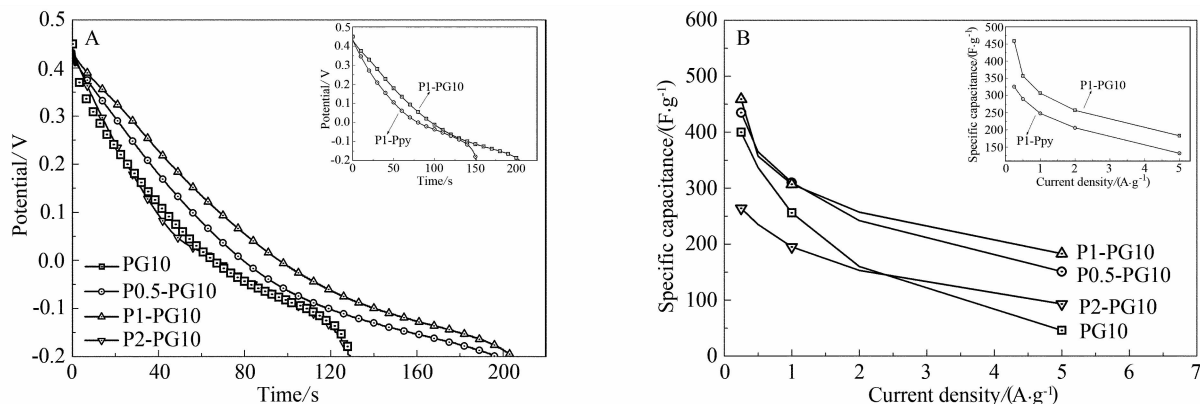 A
0.5
0.4
0.3
0.2
0.1
0.0
-0.1
-0.2
Potential/ V
0
40
80
120
160
200
Time/s
PG10
P0.5-PG10
P1-PG10
P2-PG10
0.5
0.4
0.3
0.2
0.1
0.0
-0.1
-0.2
Potential/ V
0
50
100
150
200
Time/s
P1-PG10
P1-Ppy
B
600
500
400
300
200
100
0
Specific capacitance/(F·g⁻¹)
0
1
2
3
4
5
6
7
Current density/(A·g⁻¹)
P1-PG10
P0.5-PG10
P2-PG10
PG10
500
450
400
350
300
250
200
150
Specific capacitance/(F·g⁻¹)
0
1
2
3
4
5
Current density/(A·g⁻¹)
P1-PG10
P1-Ppy